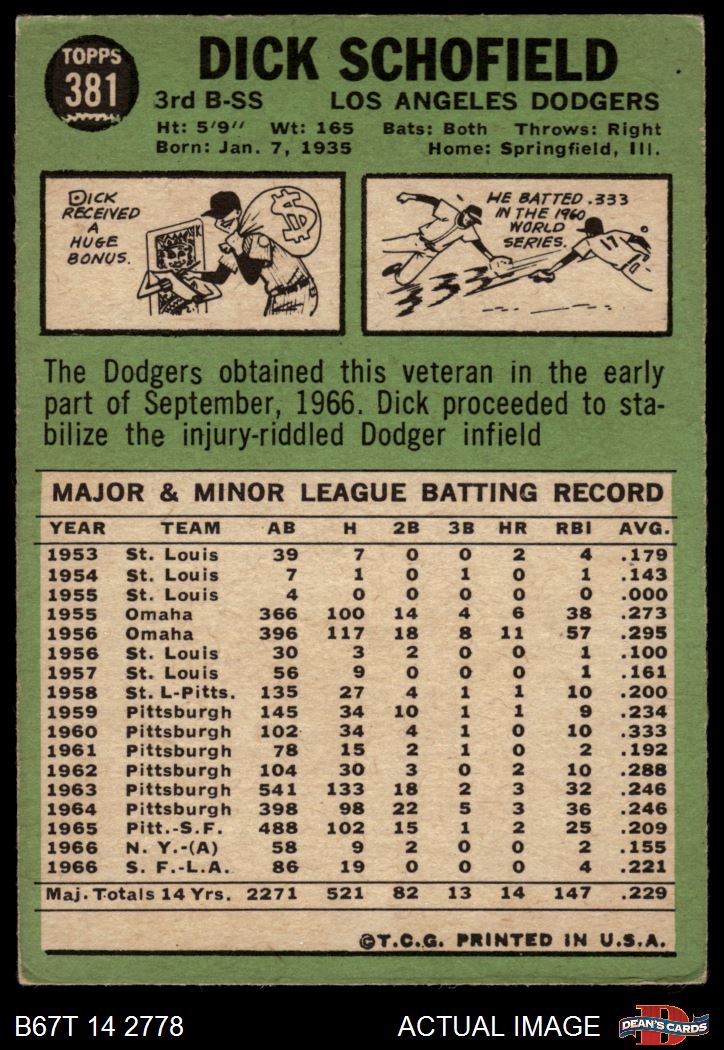 TOPPS
381
DICK SCHOFIELD
3rd B-SS LOS ANGELES DODGERS
Ht: 5'9" Wt: 165 Bats: Both Throws: Right
Born: Jan. 7, 1935 Home: Springfield, Ill.
DICK
RECEIVED
A
HUGE
BONUS.
K
$
HE BATTED .333
IN THE 1960
WORLD
SERIES.
17
The Dodgers obtained this veteran in the early
part of September, 1966. Dick proceeded to sta-
bilize the injury-riddled Dodger infield
MAJOR & MINOR LEAGUE BATTING RECORD
YEAR TEAM AB H 2B 3B HR RBI AVG.
1953 St. Louis 39 7 0 0 2 4 .179
1954 St. Louis 7 1 0 1 0 1 .143
1955 St. Louis 4 0 0 0 0 0 .000
1955 Omaha 366 100 14 4 6 38 .273
1956 Omaha 396 117 18 8 11 57 .295
1956 St. Louis 30 3 2 0 0 1 .100
1957 St. Louis 56 9 0 0 0 1 .161
1958 St. L-Pitts. 135 27 4 1 1 10 .200
1959 Pittsburgh 145 34 10 1 1 9 .234
1960 Pittsburgh 102 34 4 1 0 10 .333
1961 Pittsburgh 78 15 2 1 0 2 .192
1962 Pittsburgh 104 30 3 0 2 10 .288
1963 Pittsburgh 541 133 18 2 3 32 .246
1964 Pittsburgh 398 98 22 5 3 36 .246
1965 Pitt.-S.F. 488 102 15 1 2 25 .209
1966 N. Y.-(A) 58 9 2 0 0 2 .155
1966 S. F.-L.A. 86 19 0 0 0 4 .221
Maj. Totals 14 Yrs. 2271 521 82 13 14 147 .229
©T.C.G. PRINTED IN U.S.A.
B67T 14 2778 ACTUAL IMAGE
D
DEAN'S CARDS